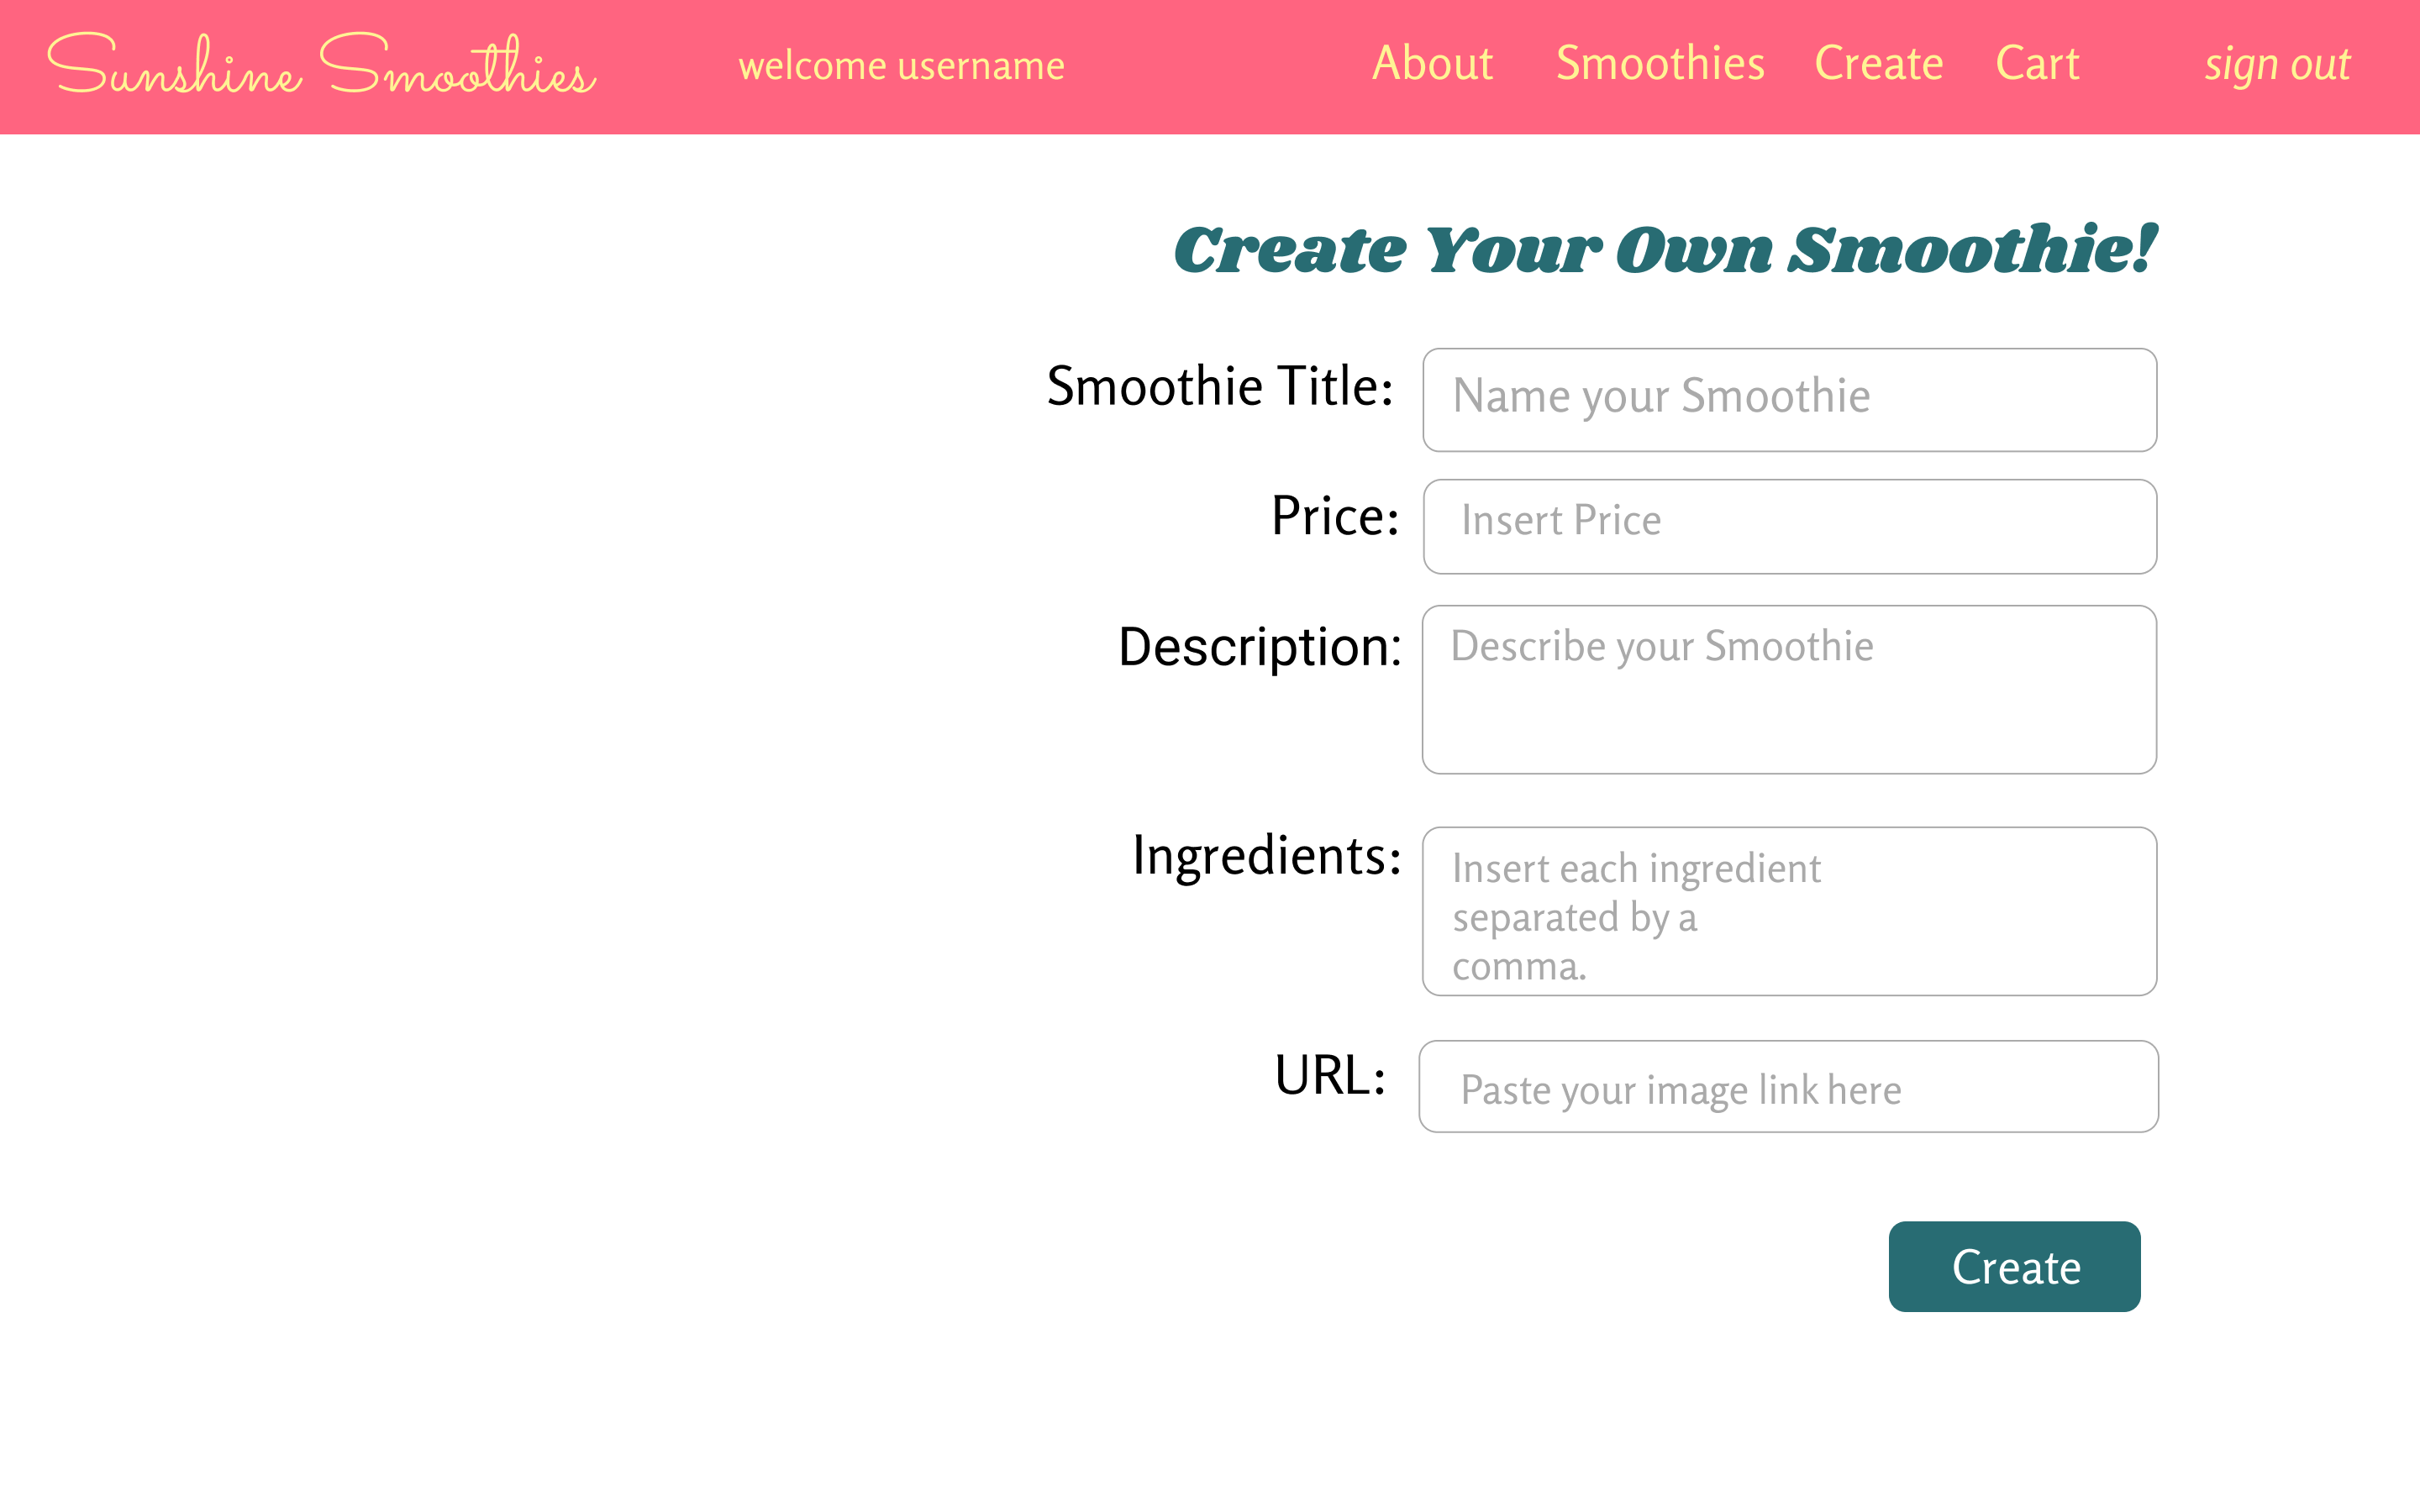 Sunshine Smoothies welcome username About Smoothies Create Cart sign out
Create Your Own Smoothie!
Smoothie Title: Name your Smoothie
Price: Insert Price
Description: Describe your Smoothie
Ingredients: Insert each ingredient
separated by a
comma.
URL: Paste your image link here
Create